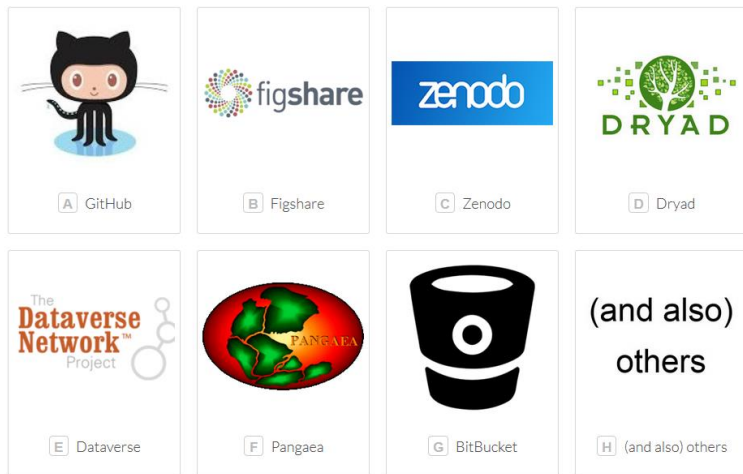 figshare
zenodo
DRYAD
A GitHub
B Figshare
C Zenodo
D Dryad
The
Dataverse
Network™
Project
PANGAEA
(and also)
others
E Dataverse
F Pangaea
G BitBucket
H (and also) others